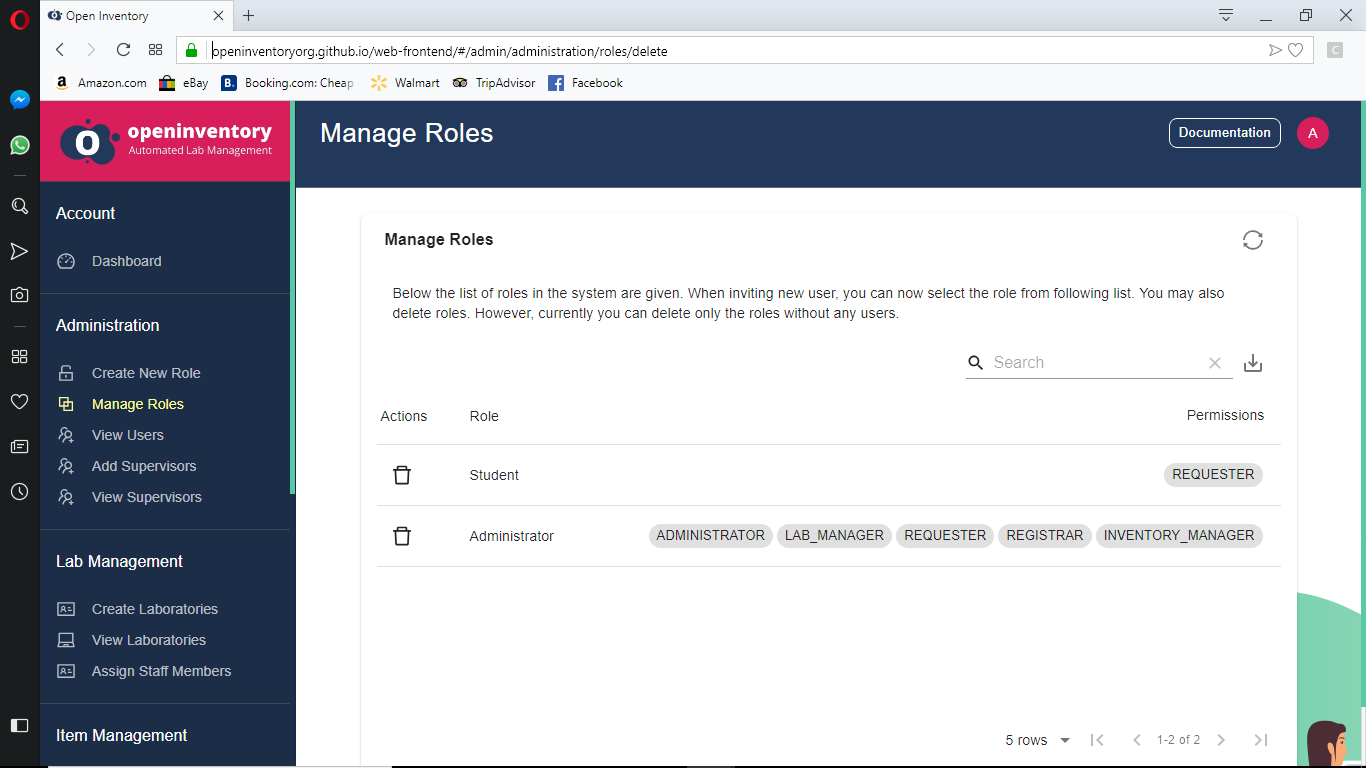 Open Inventory
openinventoryorg.github.io/web-frontend/#/admin/administration/roles/delete
C
Amazon.com eBay Booking.com: Cheap Walmart TripAdvisor Facebook
openinventory
Automated Lab Management
Manage Roles
Documentation
A
Account
Dashboard
Administration
Create New Role
Manage Roles
View Users
Add Supervisors
View Supervisors
Lab Management
Create Laboratories
View Laboratories
Assign Staff Members
Item Management
Manage Roles
Below the list of roles in the system are given. When inviting new user, you can now select the role from following list. You may also
delete roles. However, currently you can delete only the roles without any users.
Search
Actions Role Permissions
Student REQUESTER
Administrator ADMINISTRATOR LAB_MANAGER REQUESTER REGISTRAR INVENTORY_MANAGER
5 rows 1-2 of 2